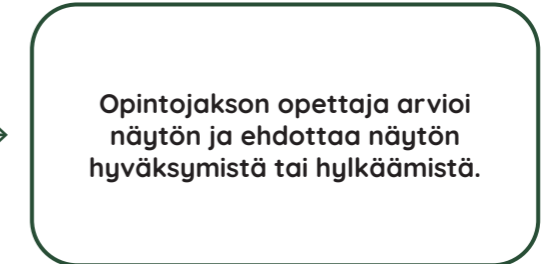 Opintojakson opettaja arvioi
näytön ja ehdottaa näytön
hyväksymistä tai hylkäämistä.